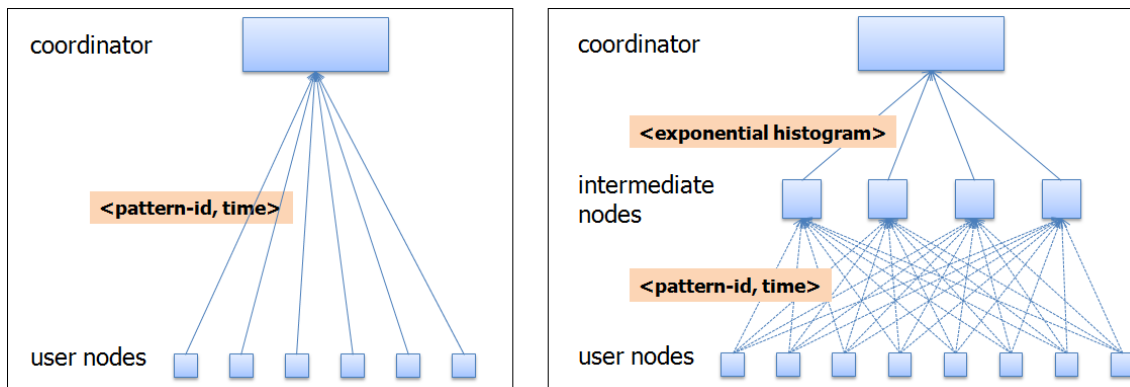 coordinator
<pattern-id, time>
user nodes
coordinator
<exponential histogram>
intermediate
nodes
<pattern-id, time>
user nodes